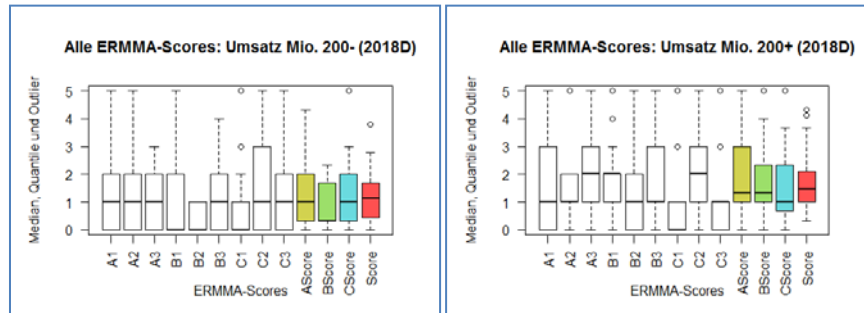 Alle ERMMA-Scores: Umsatz Mio. 200- (2018D)
Median, Quantile und Outlier
5
4
3
2
1
0
A1
A2
A3
B1
B2
B3
C1
C2
C3
AScore
BScore
CScore
Score
ERMMA-Scores
Alle ERMMA-Scores: Umsatz Mio. 200+ (2018D)
Median, Quantile und Outlier
5
4
3
2
1
0
A1
A2
A3
B1
B2
B3
C1
C2
C3
AScore
BScore
CScore
Score
ERMMA-Scores